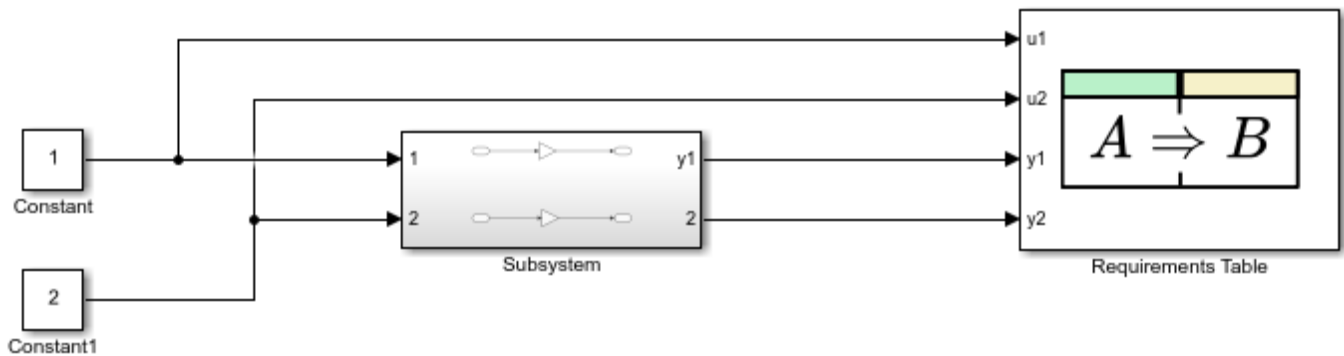 u1
u2
1
1
y1
y1
Constant
2
2
y2
Subsystem
A ⇒ B
Requirements Table
2
Constant1